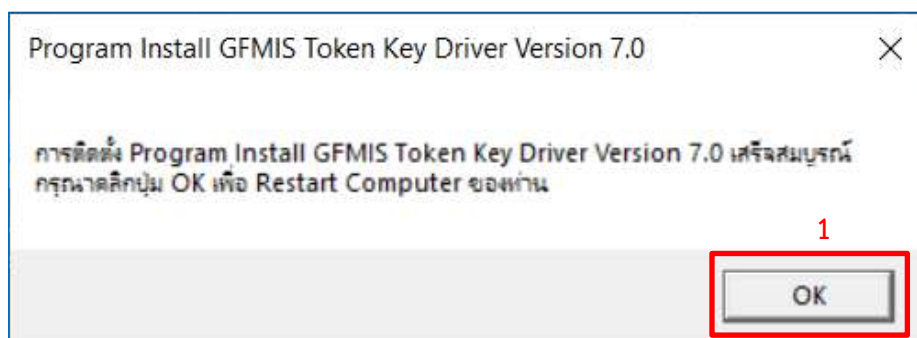 Program Install GFMIS Token Key Driver Version 7.0
การติดตั้ง Program Install GFMIS Token Key Driver Version 7.0 เสร็จสมบูรณ์
กรุณาคลิกปุ่ม OK เพื่อ Restart Computer ของท่าน
1
OK